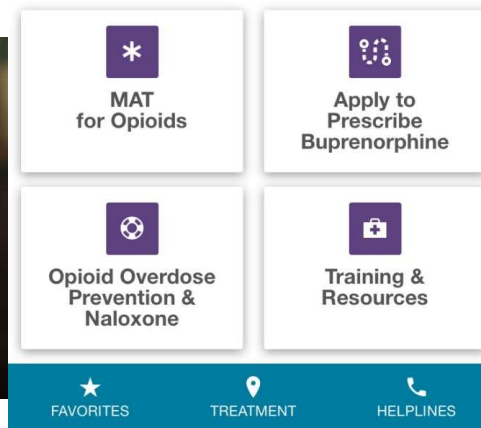 MAT
for Opioids
Apply to
Prescribe
Buprenorphine
Opioid Overdose
Prevention &
Naloxone
Training &
Resources
FAVORITES
TREATMENT
HELPLINES